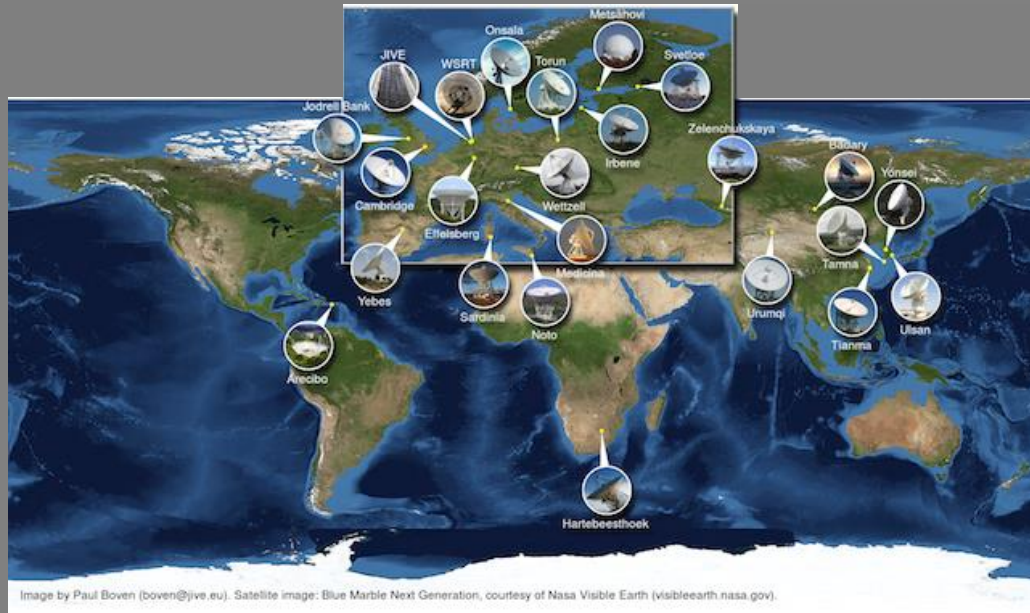 Metsähovi
Onsala
JIVE
WSRT
Torun
Svetloe
Jodrell Bank
Zelenchukskaya
Irbene
Badary
Yonsei
Cambridge
Wettzell
Effelsberg
Medicina
Tamna
Yebes
Sardinia
Noto
Urumqi
Ulsan
Tianma
Arecibo
Hartebeesthoek
Image by Paul Boven (boven@jive.eu). Satellite image: Blue Marble Next Generation, courtesy of Nasa Visible Earth (visibleearth.nasa.gov).